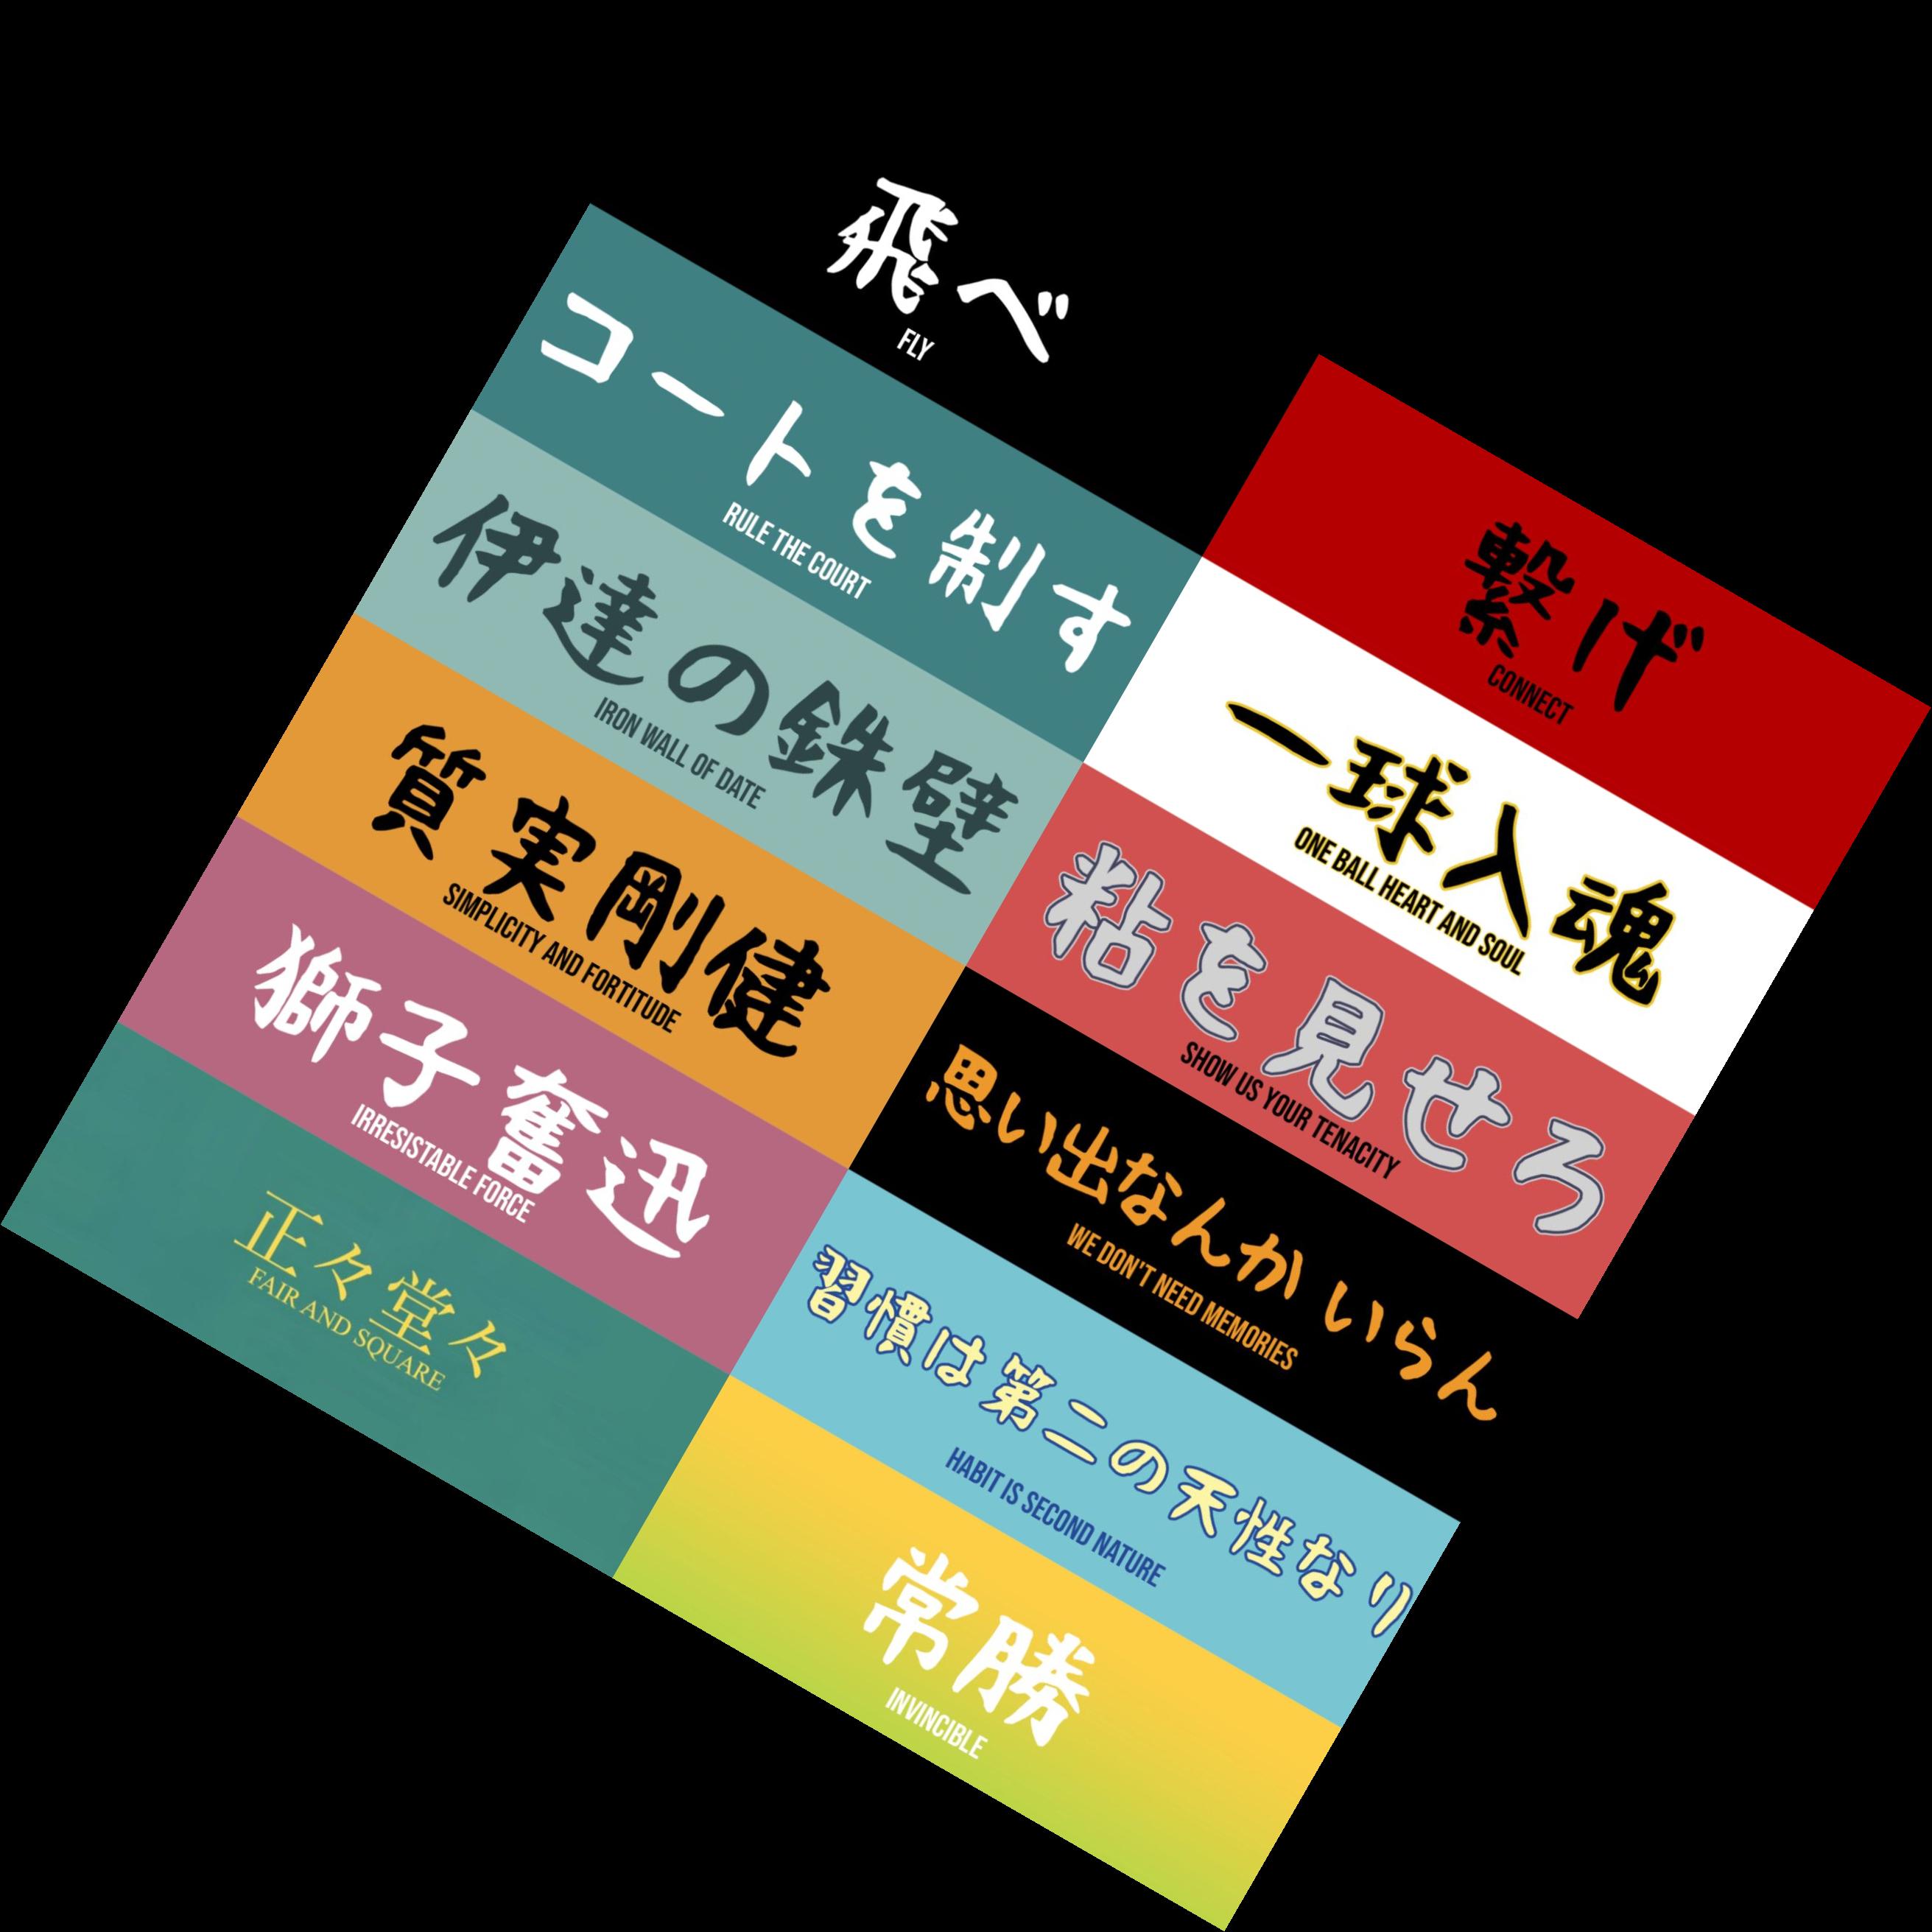 飛べ
FLY
繋げ
CONNECT
コートを制す
RULE THE COURT
一球入魂
ONE BALL HEART AND SOUL
伊達の鉄壁
IRON WALL OF DATE
粘を見せろ
SHOW US YOUR TENACITY
質実剛健
SIMPLICITY AND FORTITUDE
思い出なんかいらん
WE DON'T NEED MEMORIES
獅子奮迅
IRRESISTABLE FORCE
習慣は第二の天性なり
HABIT IS SECOND NATURE
正々堂々
FAIR AND SQUARE
常勝
INVINCIBLE